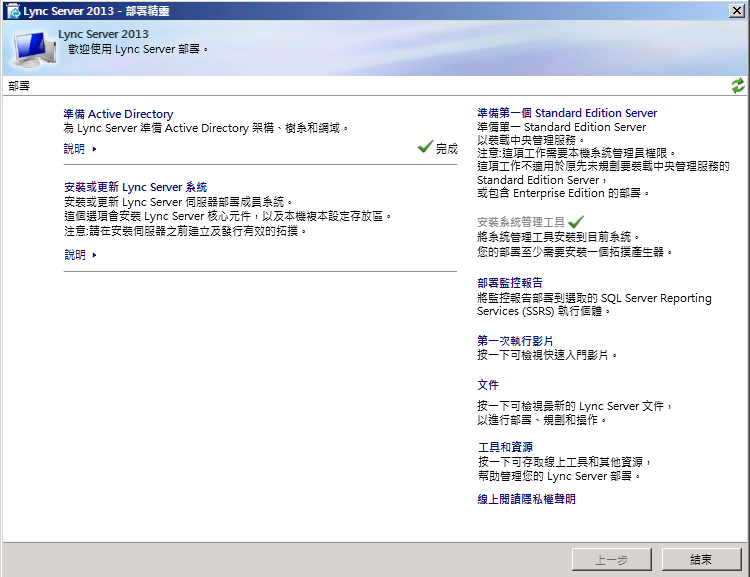 Lync Server 2013 - 部署精靈
Lync Server 2013
歡迎使用 Lync Server 部署。
部署
準備 Active Directory
為 Lync Server 準備 Active Directory 架構、樹系和網域。
說明
完成
安裝或更新 Lync Server 系統
安裝或更新 Lync Server 伺服器部署成員系統。
這個選項會安裝 Lync Server 核心元件，以及本機複本設定存放區。
注意:請在安裝伺服器之前建立及發行有效的拓撲。
說明
準備第一個 Standard Edition Server
準備單一 Standard Edition Server
以裝載中央管理服務。
注意:這項工作需要本機系統管理員權限。
這項工作不適用於原先未規劃要裝載中央管理服務的
Standard Edition Server，
或包含 Enterprise Edition 的部署。
安裝系統管理工具
將系統管理工具安裝到目前系統。
您的部署至少需要安裝一個拓撲產生器。
部署監控報告
將監控報告部署到選取的 SQL Server Reporting
Services (SSRS) 執行個體。
第一次執行影片
按一下可檢視快速入門影片。
文件
按一下可檢視最新的 Lync Server 文件，
以進行部署、規劃和操作。
工具和資源
按一下可存取線上工具和其他資源，
幫助管理您的 Lync Server 部署。
線上閱讀隱私權聲明
上一步
結束